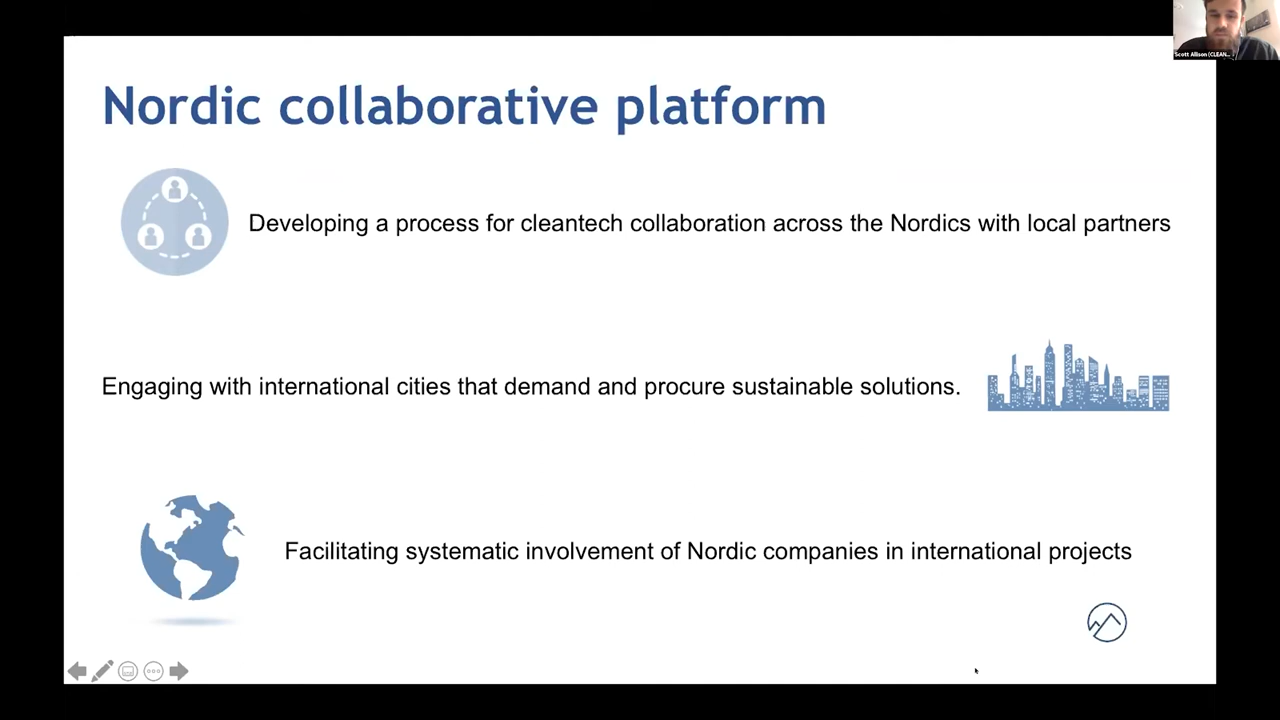 Scott Allison (CLEAN...
Nordic collaborative platform
Developing a process for cleantech collaboration across the Nordics with local partners
Engaging with international cities that demand and procure sustainable solutions.
Facilitating systematic involvement of Nordic companies in international projects